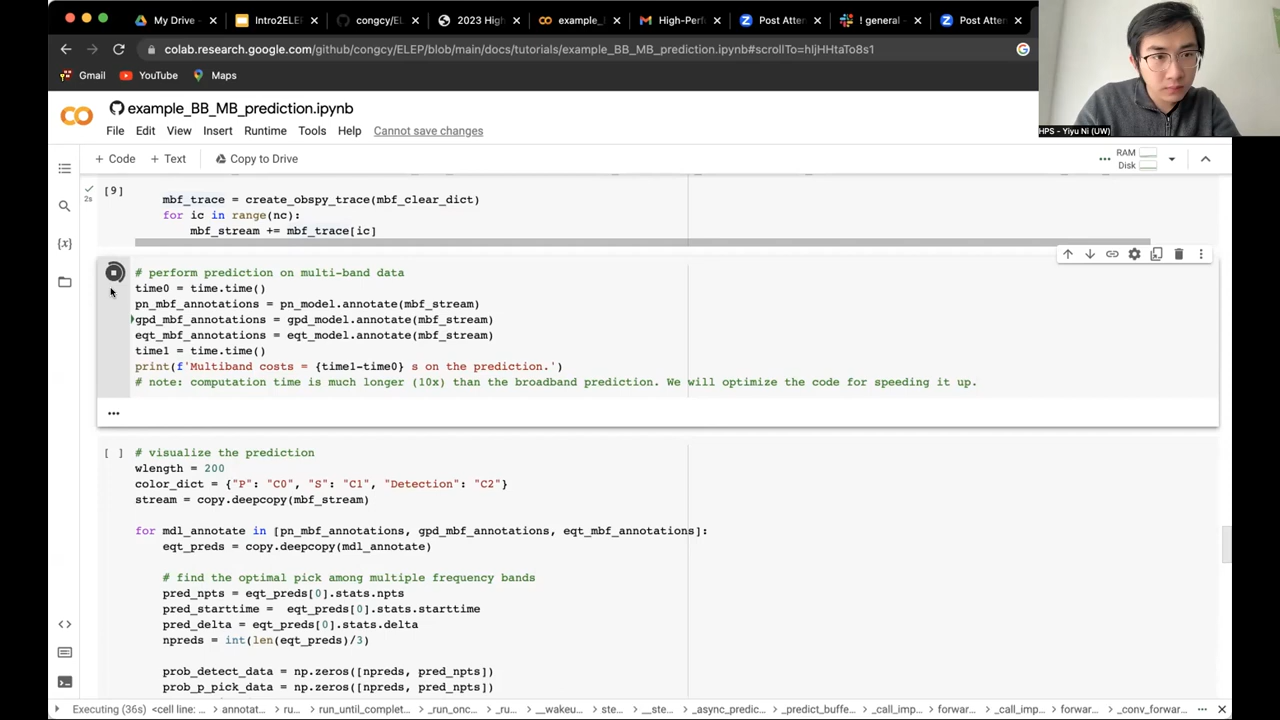 My Drive -
Intro2ELEP
congcy/EL
2023 High
example_
High-Perf
Post Atten
! general -
Post Atten
colab.research.google.com/github/congcy/ELEP/blob/main/docs/tutorials/example_BB_MB_prediction.ipynb#scrollTo=hIjHHtaTo8s1
Gmail YouTube Maps
HPS - Yiyu Ni (UW)
example_BB_MB_prediction.ipynb
File Edit View Insert Runtime Tools Help Cannot save changes
+ Code + Text Copy to Drive
RAM
Disk
[9]
2s
mbf_trace = create_obspy_trace(mbf_clear_dict)
for ic in range(nc):
mbf_stream += mbf_trace[ic]
# perform prediction on multi-band data
time0 = time.time()
pn_mbf_annotations = pn_model.annotate(mbf_stream)
gpd_mbf_annotations = gpd_model.annotate(mbf_stream)
eqt_mbf_annotations = eqt_model.annotate(mbf_stream)
time1 = time.time()
print(f'Multiband costs = {time1-time0} s on the prediction.')
# note: computation time is much longer (10x) than the broadband prediction. We will optimize the code for speeding it up.
...
[ ] # visualize the prediction
wlength = 200
color_dict = {"P": "C0", "S": "C1", "Detection": "C2"}
stream = copy.deepcopy(mbf_stream)
for mdl_annotate in [pn_mbf_annotations, gpd_mbf_annotations, eqt_mbf_annotations]:
eqt_preds = copy.deepcopy(mdl_annotate)
# find the optimal pick among multiple frequency bands
pred_npts = eqt_preds[0].stats.npts
pred_starttime = eqt_preds[0].stats.starttime
pred_delta = eqt_preds[0].stats.delta
npreds = int(len(eqt_preds)/3)
prob_detect_data = np.zeros([npreds, pred_npts])
prob_p_pick_data = np.zeros([npreds, pred_npts])
Executing (36s) <cell line: ... > annotat... > ru... > run_until_complet... > _run_onc... > _ru... > __wakeu... > ste... > __ste... > _async_predic... > _predict_buffe... > _call_imp... > forwar... > _call_impl... > forwar... > _conv_forwar...